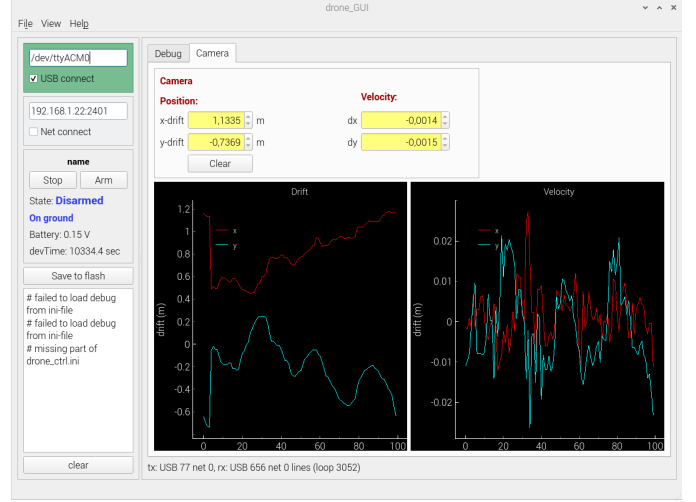 drone_GUI
File View Help
/dev/ttyACM0
USB connect
192.168.1.22:2401
Net connect
name
Stop Arm
State: Disarmed
On ground
Battery: 0.15 V
devTime: 10334.4 sec
Save to flash
# failed to load debug
from ini-file
# failed to load debug
from ini-file
# missing part of
drone_ctrl.ini
clear
Debug Camera
Camera
Position: Velocity:
x-drift 1,1335 m dx -0,0014
y-drift -0,7369 m dy -0,0015
Clear
Drift
drift (m)
1.2
1
0.8
0.6
0.4
0.2
0
-0.2
-0.4
-0.6
0 20 40 60 80 100
x
y
Velocity
drift (m)
0.02
0.01
0
-0.01
-0.02
0 20 40 60 80 100
x
y
tx: USB 77 net 0, rx: USB 656 net 0 lines (loop 3052)